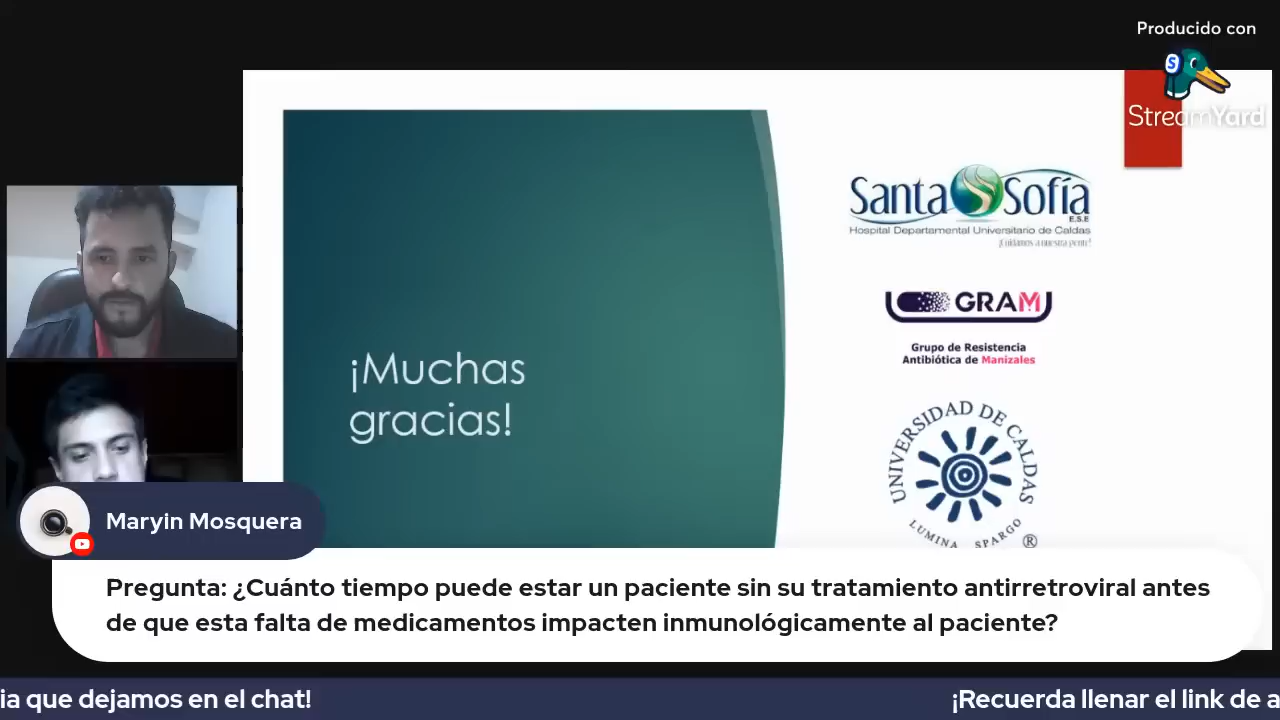 Producido con
StreamYard
Santa Sofía
E.S.E
Hospital Departamental Universitario de Caldas
¡Cuidamos a nuestra gente!
GRAM
Grupo de Resistencia
Antibiótica de Manizales
¡Muchas
gracias!
UNIVERSIDAD DE CALDAS
LUMINA SPARGO
®
Maryin Mosquera
Pregunta: ¿Cuánto tiempo puede estar un paciente sin su tratamiento antirretroviral antes
de que esta falta de medicamentos impacten inmunológicamente al paciente?
ia que dejamos en el chat!
¡Recuerda llenar el link de a